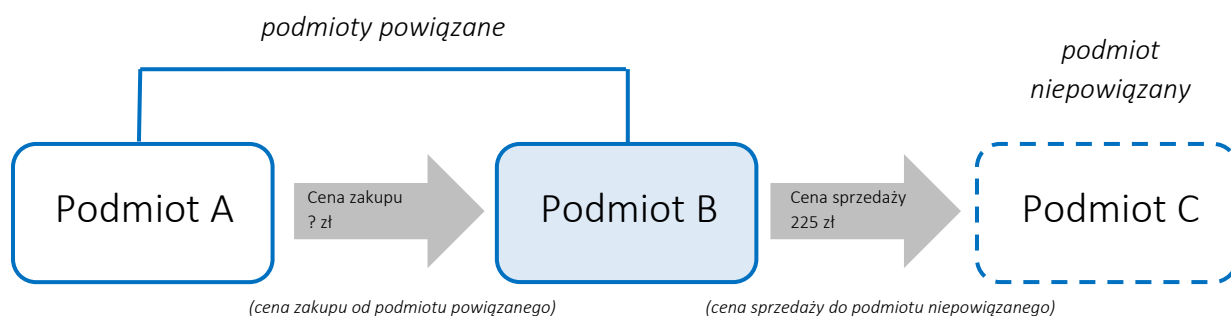 podmioty powiązane
podmiot
niepowiązany
Podmiot A
Cena zakupu
? zł
Podmiot B
Cena sprzedaży
225 zł
Podmiot C
(cena zakupu od podmiotu powiązanego)
(cena sprzedaży do podmiotu niepowiązanego)